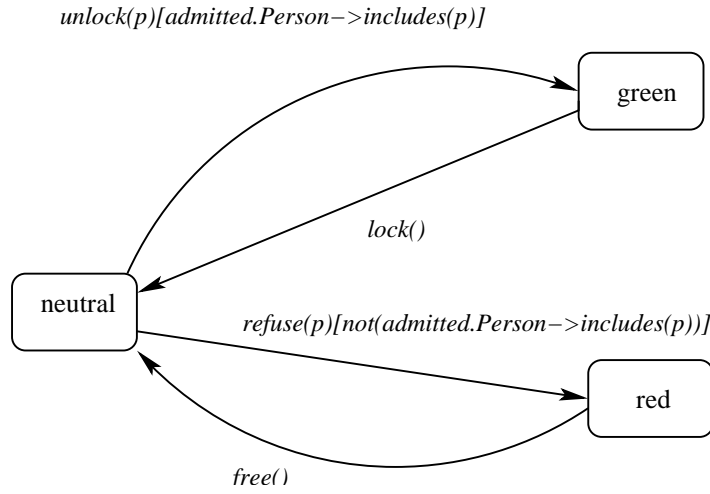 unlock(p)[admitted.Person−>includes(p)]
green
lock()
neutral
refuse(p)[not(admitted.Person−>includes(p))]
red
free()